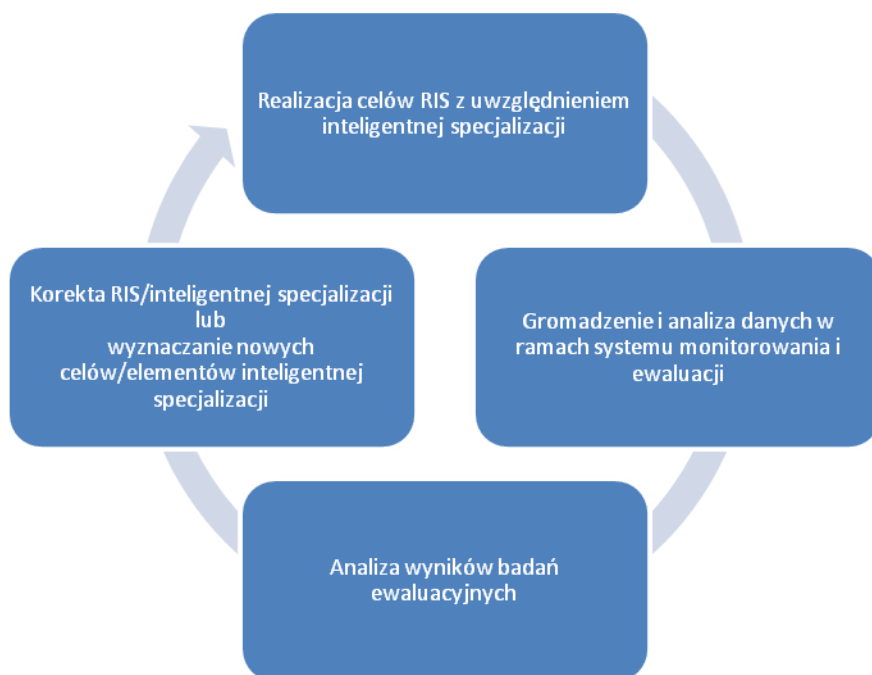 Realizacja celów RIS z uwzględnieniem
inteligentnej specjalizacji
Gromadzenie i analiza danych w
ramach systemu monitorowania i
ewaluacji
Analiza wyników badań
ewaluacyjnych
Korekta RIS/inteligentnej specjalizacji
lub
wyznaczanie nowych
celów/elementów inteligentnej
specjalizacji